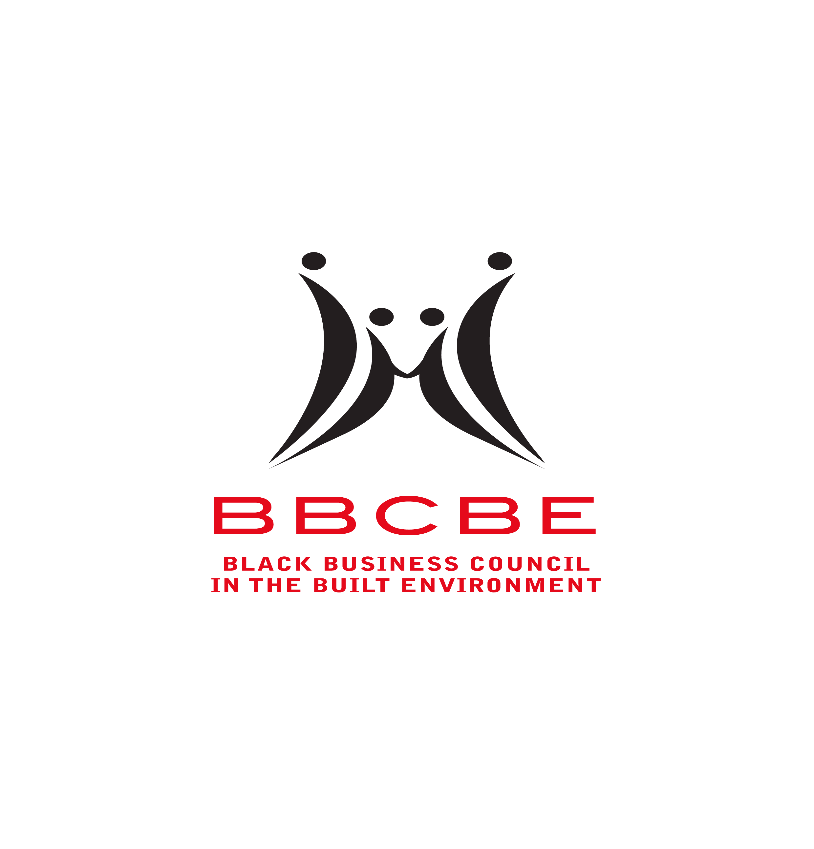 BBCBE
BLACK BUSINESS COUNCIL
IN THE BUILT ENVIRONMENT